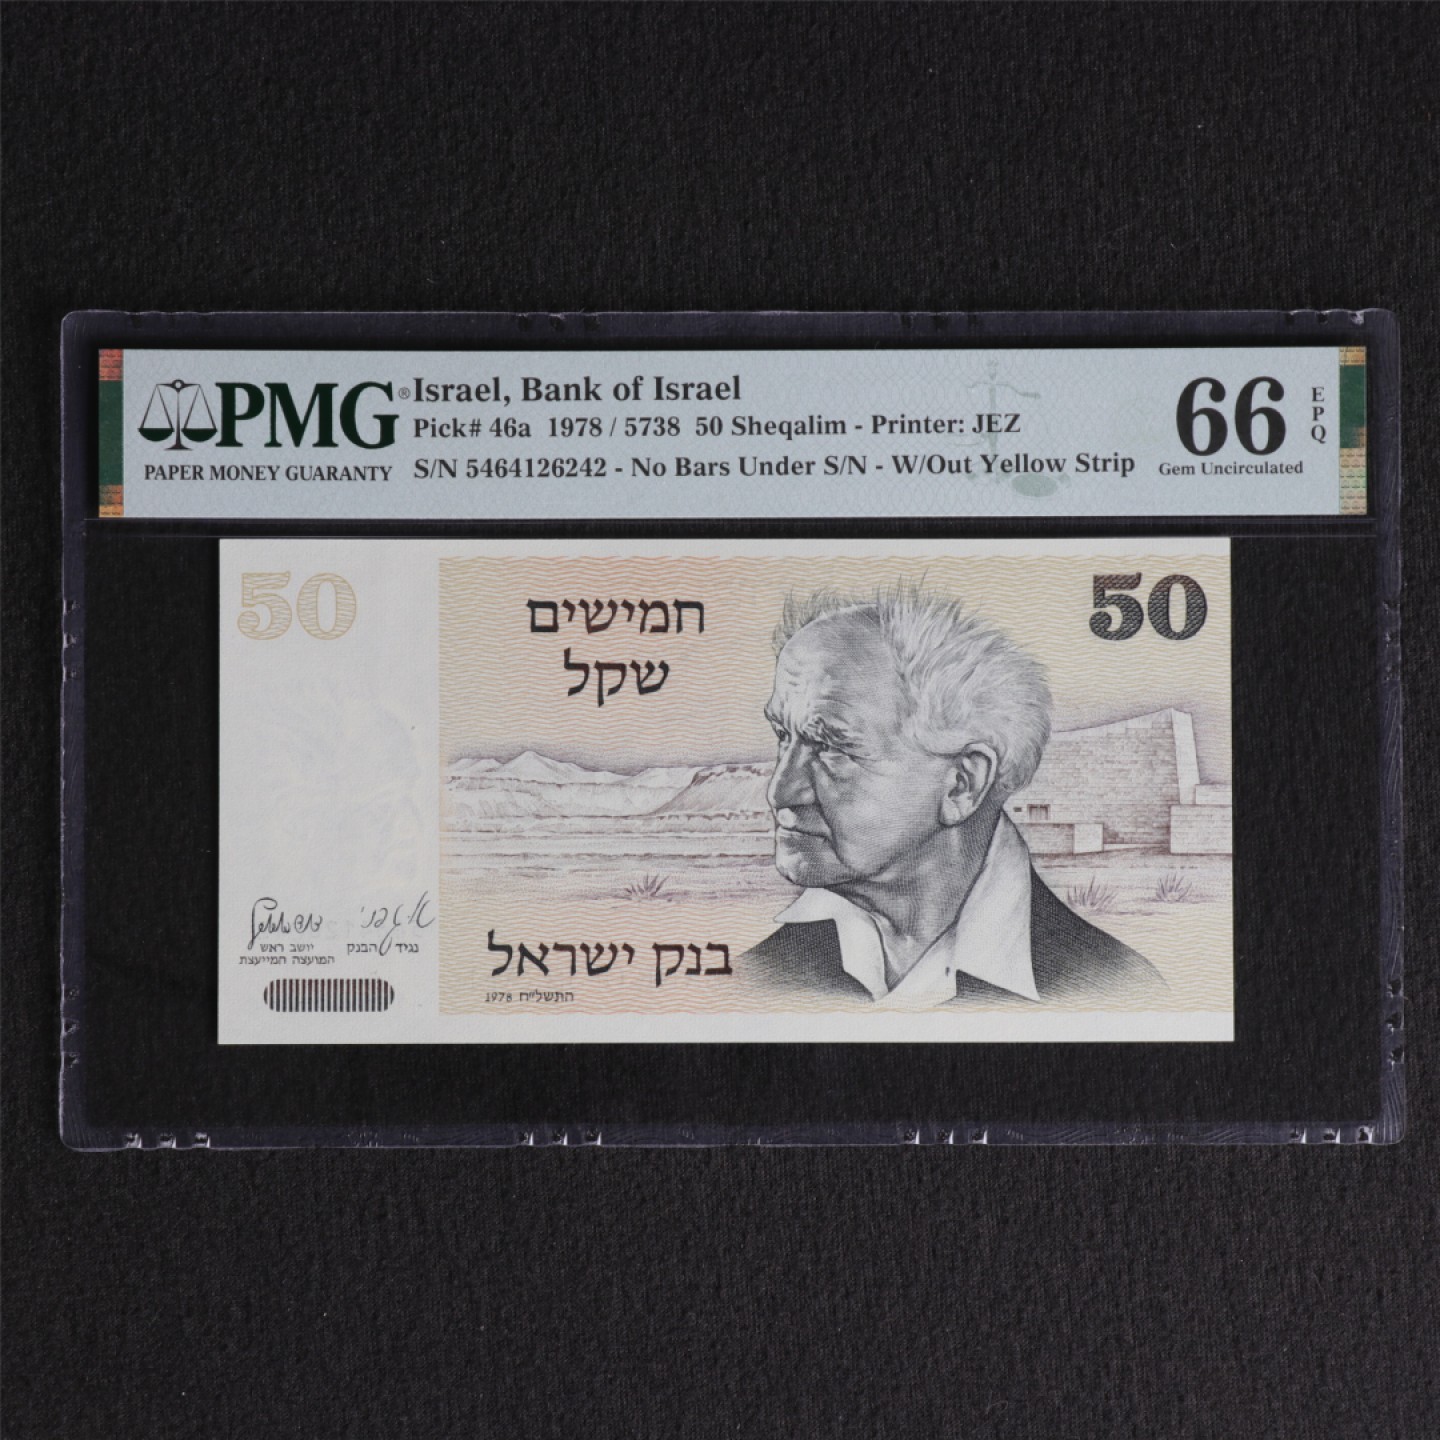 PMG®
PAPER MONEY GUARANTY
Israel, Bank of Israel
Pick# 46a 1978 / 5738 50 Sheqalim - Printer: JEZ
S/N 5464126242 - No Bars Under S/N - W/Out Yellow Strip
66
EPQ
Gem Uncirculated
50
50
חמישים
שקל
יושב ראש
המועצה המייעצת
נגיד הבנק
בנק ישראל
התשל"ח 1978